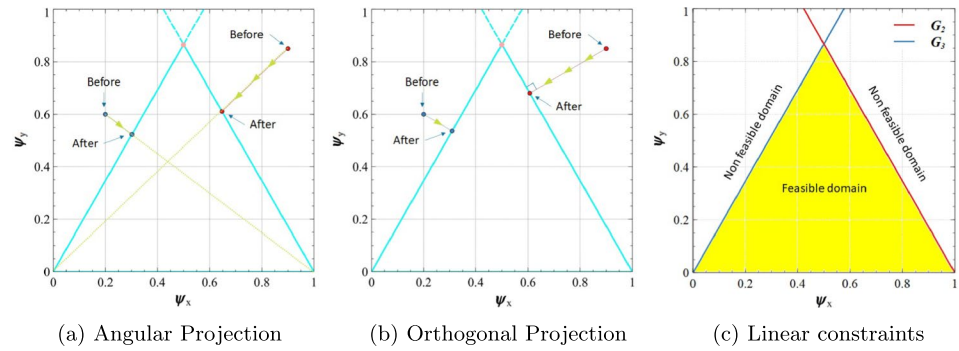 1
0.8
0.6
0.4
0.2
0
ψy
Before
Before
After
After
0 0.2 0.4 0.6 0.8 1
ψx
(a) Angular Projection
1
0.8
0.6
0.4
0.2
0
ψy
Before
Before
After
After
0 0.2 0.4 0.6 0.8 1
ψx
(b) Orthogonal Projection
1
0.8
0.6
0.4
0.2
0
ψy
G2
G3
Non feasible domain
Non feasible domain
Feasible domain
0 0.2 0.4 0.6 0.8 1
ψx
(c) Linear constraints